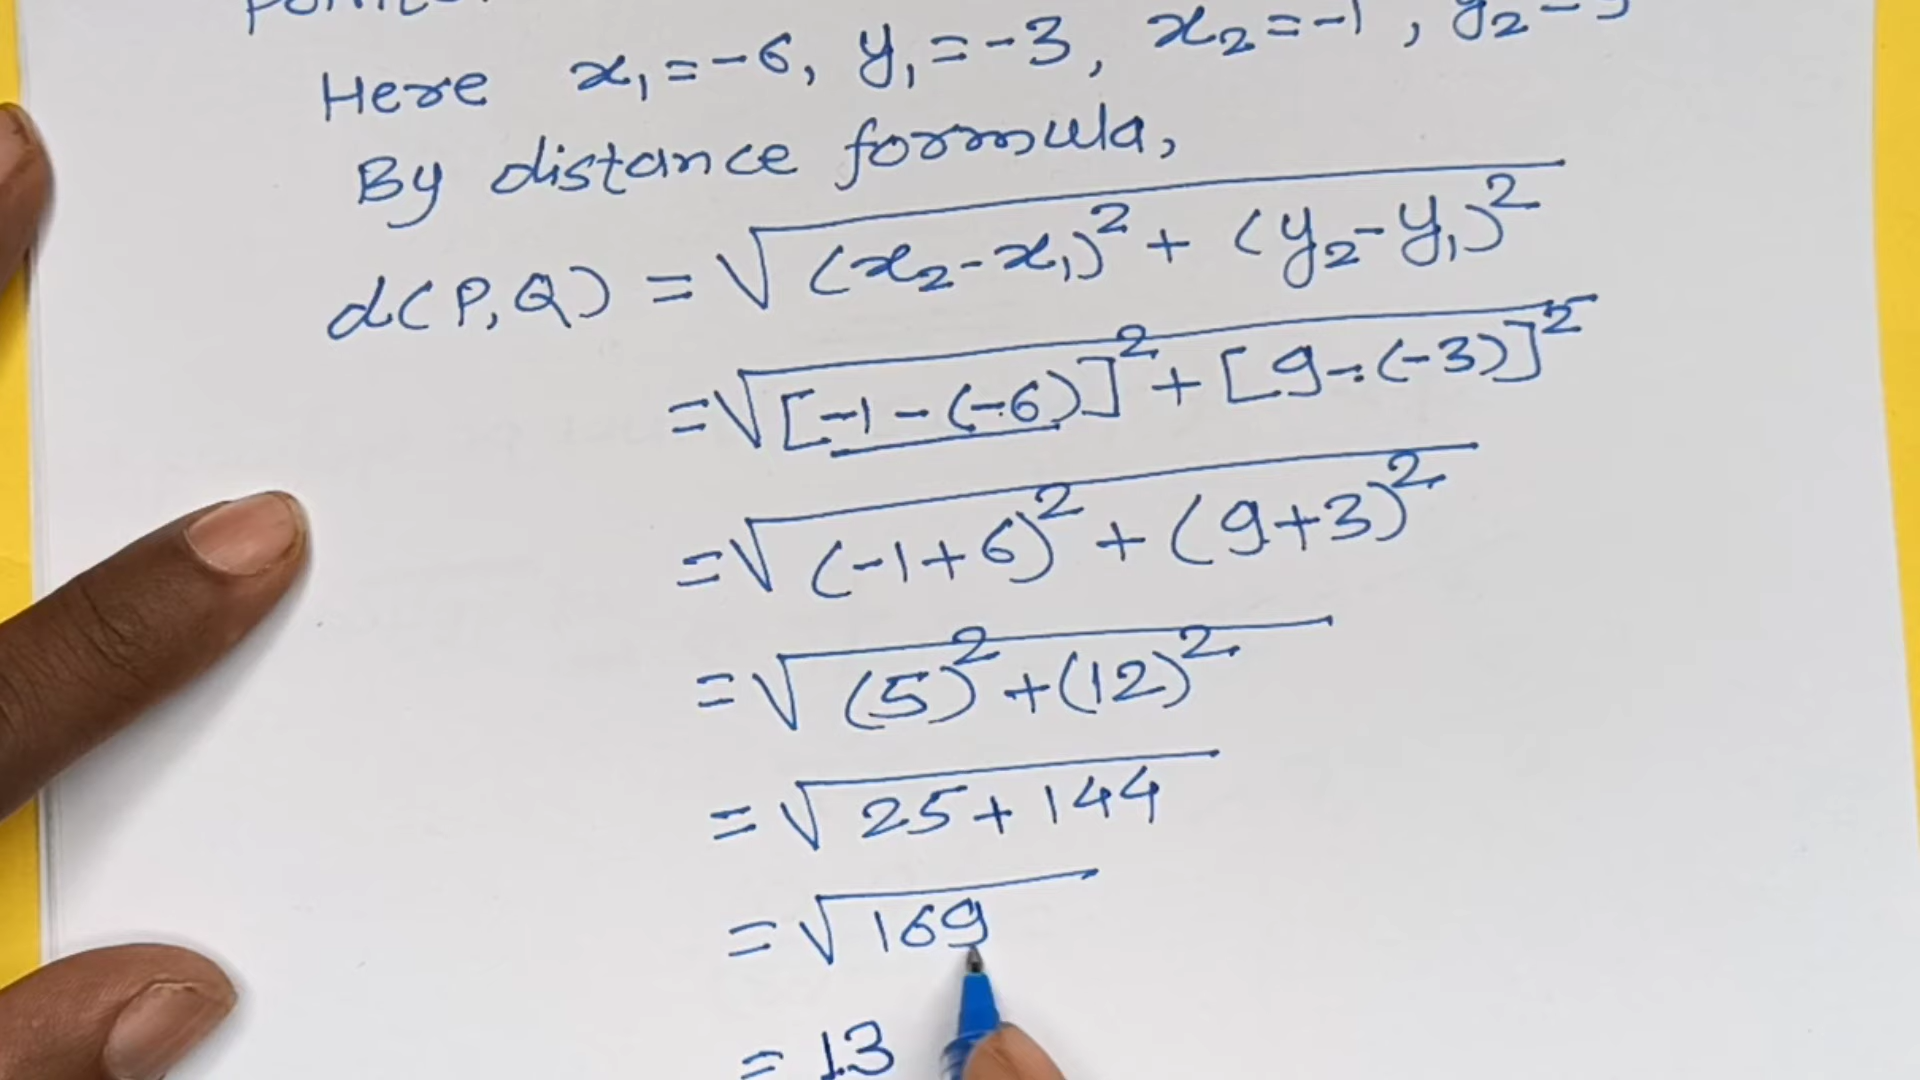 Here x₁ = -6, y₁ = -3, x₂ = -1, y₂ =
By distance formula,
d(P,Q) = √((x₂-x₁)² + (y₂-y₁)²)
= √([-1-(-6)]² + [9-(-3)]²)
= √((-1+6)² + (9+3)²)
= √((5)² + (12)²)
= √(25+144)
= √169
= 13